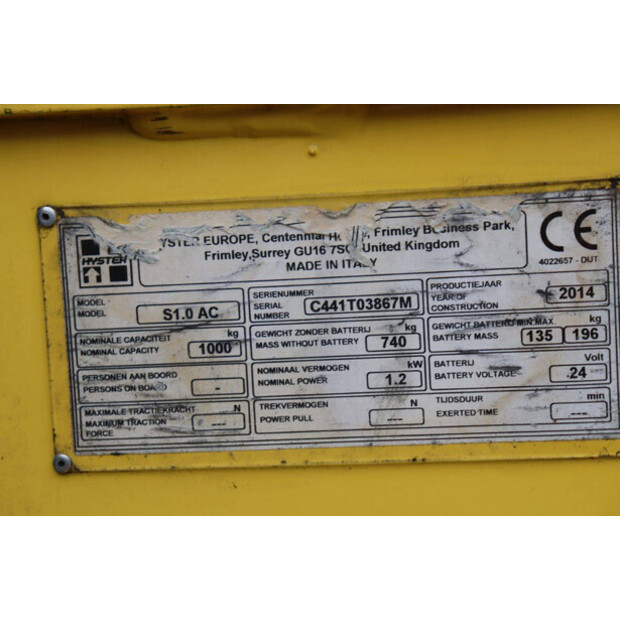 HYSTER
YSTER EUROPE, Centennial Frimley Business Park,
Frimley, Surrey GU16 7SG United Kingdom
MADE IN ITALY
CE
4022657 - DUT
MODEL
MODEL
S1.0 AC
SERIENUMMER
SERIAL
NUMBER
C441T03867M
PRODUCTIEJAAR
YEAR OF
CONSTRUCTION
2014
NOMINALE CAPACITEIT kg
NOMINAL CAPACITY 1000
GEWICHT ZONDER BATTERIJ kg
MASS WITHOUT BATTERY 740
GEWICHT BATTERIJ MIN.MAX. kg
BATTERY MASS 135 196
PERSONEN AAN BOORD
PERSONS ON BOARD -
NOMINAAL VERMOGEN kW
NOMINAL POWER 1.2
BATTERIJ Volt
BATTERY VOLTAGE 24
MAXIMALE TRACTIEKRACHT N
MAXIMUM TRACTION ---
FORCE
TREKVERMOGEN N
POWER PULL ---
TIJDSDUUR min
EXERTED TIME ---